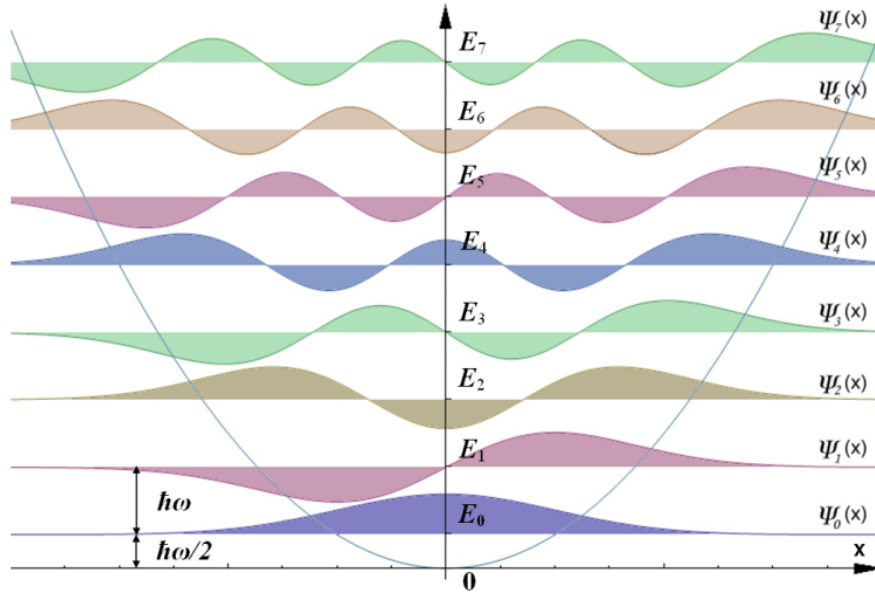 E₇ Ψ₇(x)
E₆ Ψ₆(x)
E₅ Ψ₅(x)
E₄ Ψ₄(x)
E₃ Ψ₃(x)
E₂ Ψ₂(x)
E₁ Ψ₁(x)
ħω
E₀ Ψ₀(x)
ħω/2
x
0